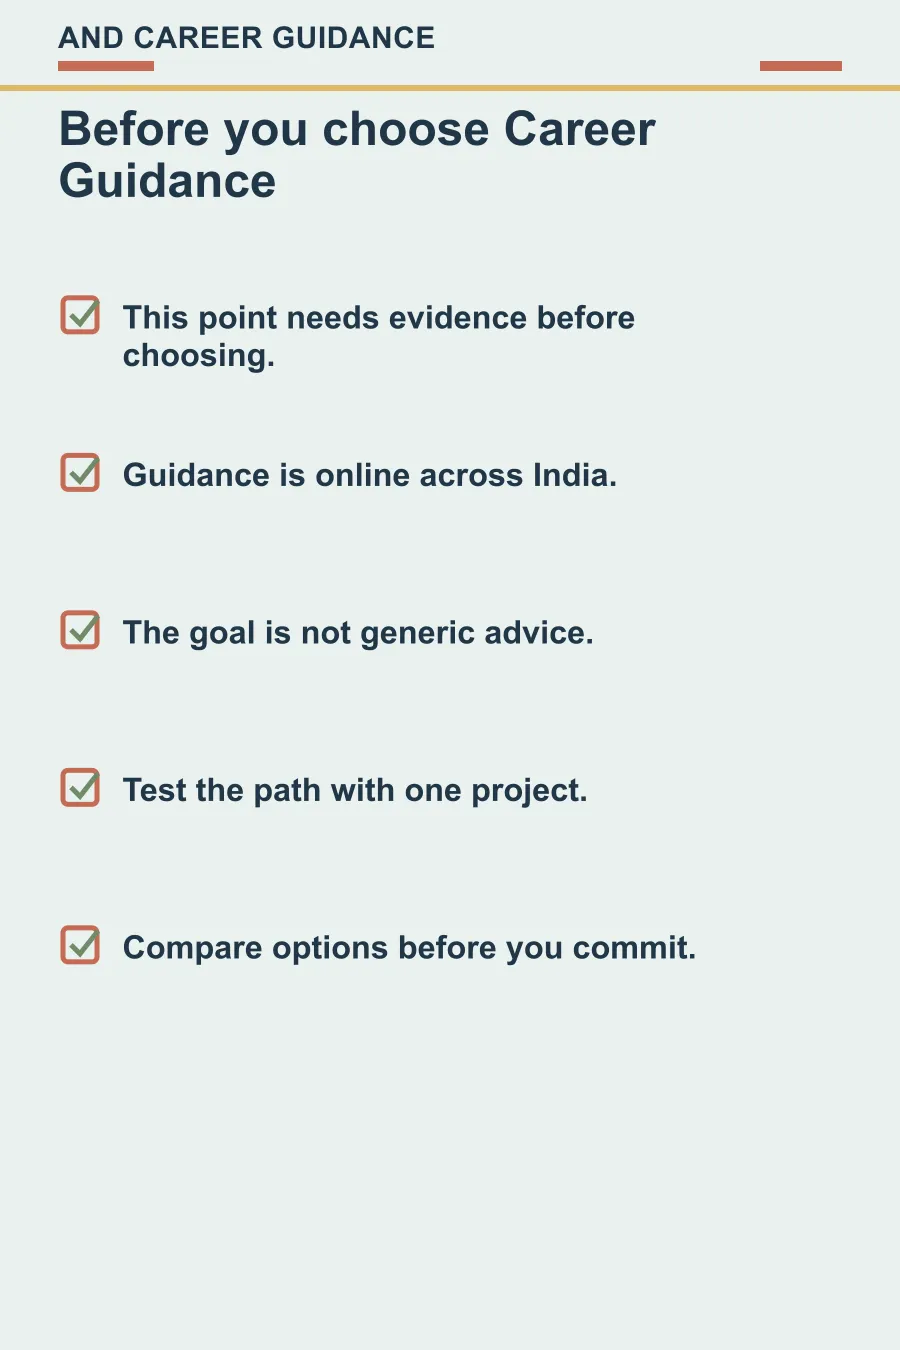 AND CAREER GUIDANCE
Before you choose Career
Guidance
This point needs evidence before
choosing.
Guidance is online across India.
The goal is not generic advice.
Test the path with one project.
Compare options before you commit.